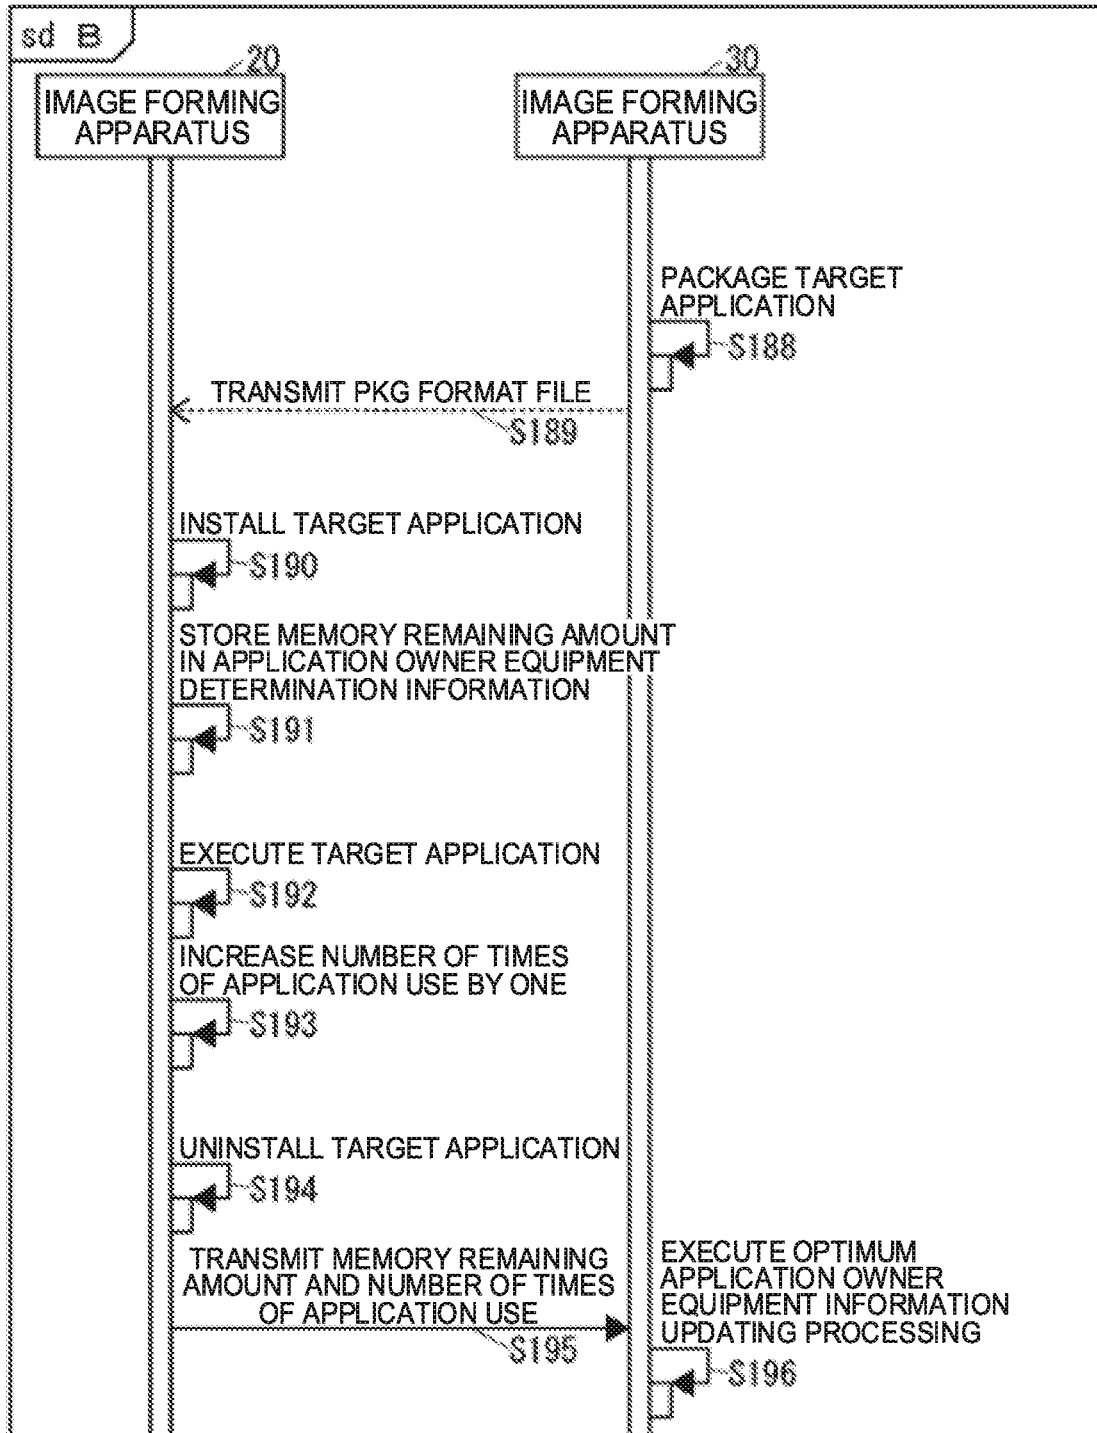 sd B
20
30
IMAGE FORMING
APPARATUS
IMAGE FORMING
APPARATUS
PACKAGE TARGET
APPLICATION
S188
TRANSMIT PKG FORMAT FILE
S189
INSTALL TARGET APPLICATION
S190
STORE MEMORY REMAINING AMOUNT
IN APPLICATION OWNER EQUIPMENT
DETERMINATION INFORMATION
S191
EXECUTE TARGET APPLICATION
S192
INCREASE NUMBER OF TIMES
OF APPLICATION USE BY ONE
S193
UNINSTALL TARGET APPLICATION
S194
TRANSMIT MEMORY REMAINING
AMOUNT AND NUMBER OF TIMES
OF APPLICATION USE
S195
EXECUTE OPTIMUM
APPLICATION OWNER
EQUIPMENT INFORMATION
UPDATING PROCESSING
S196